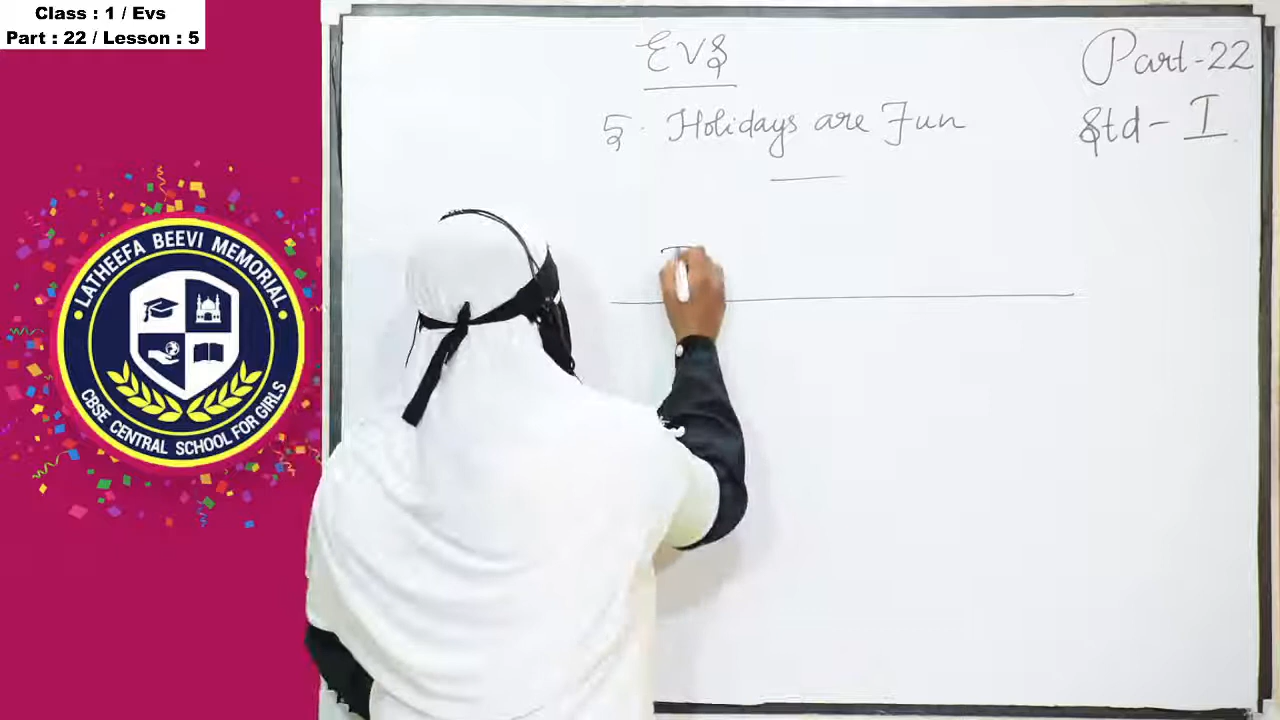 Class : 1 / Evs
Part : 22 / Lesson : 5
EVS
Part-22
5. Holidays are Fun
Std - I
LATHEEFA BEEVI MEMORIAL
CBSE CENTRAL SCHOOL FOR GIRLS